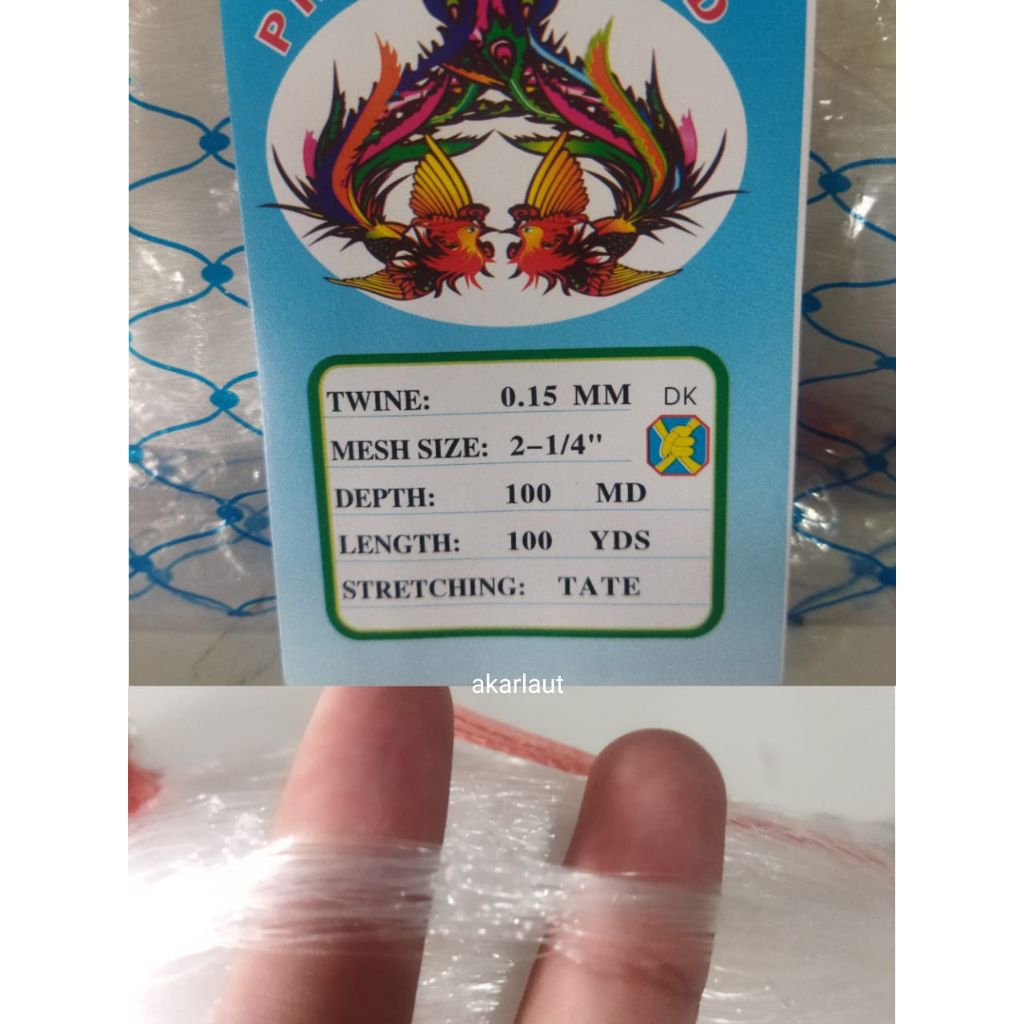 TWINE: 0.15 MM DK
MESH SIZE: 2-1/4"
DEPTH: 100 MD
LENGTH: 100 YDS
STRETCHING: TATE
akarlaut